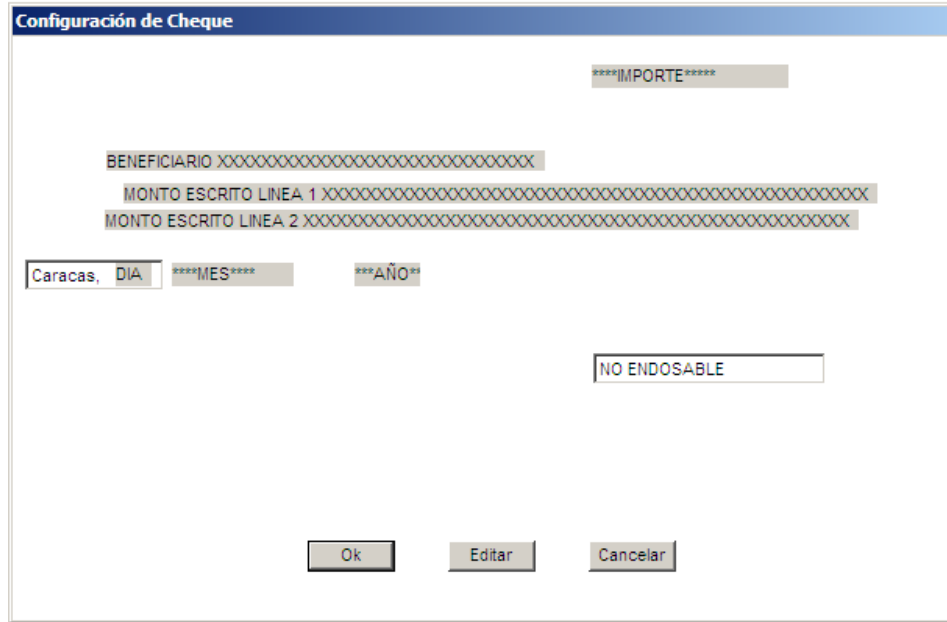 Configuración de Cheque
****IMPORTE*****
BENEFICIARIO XXXXXXXXXXXXXXXXXXXXXXXXXXXXX
MONTO ESCRITO LINEA 1 XXXXXXXXXXXXXXXXXXXXXXXXXXXXXXXXXXXXXXXXXXXXXXXXXX
MONTO ESCRITO LINEA 2 XXXXXXXXXXXXXXXXXXXXXXXXXXXXXXXXXXXXXXXXXXXXXXXXXX
Caracas, DIA ****MES**** ***AÑO**
NO ENDOSABLE
Ok Editar Cancelar